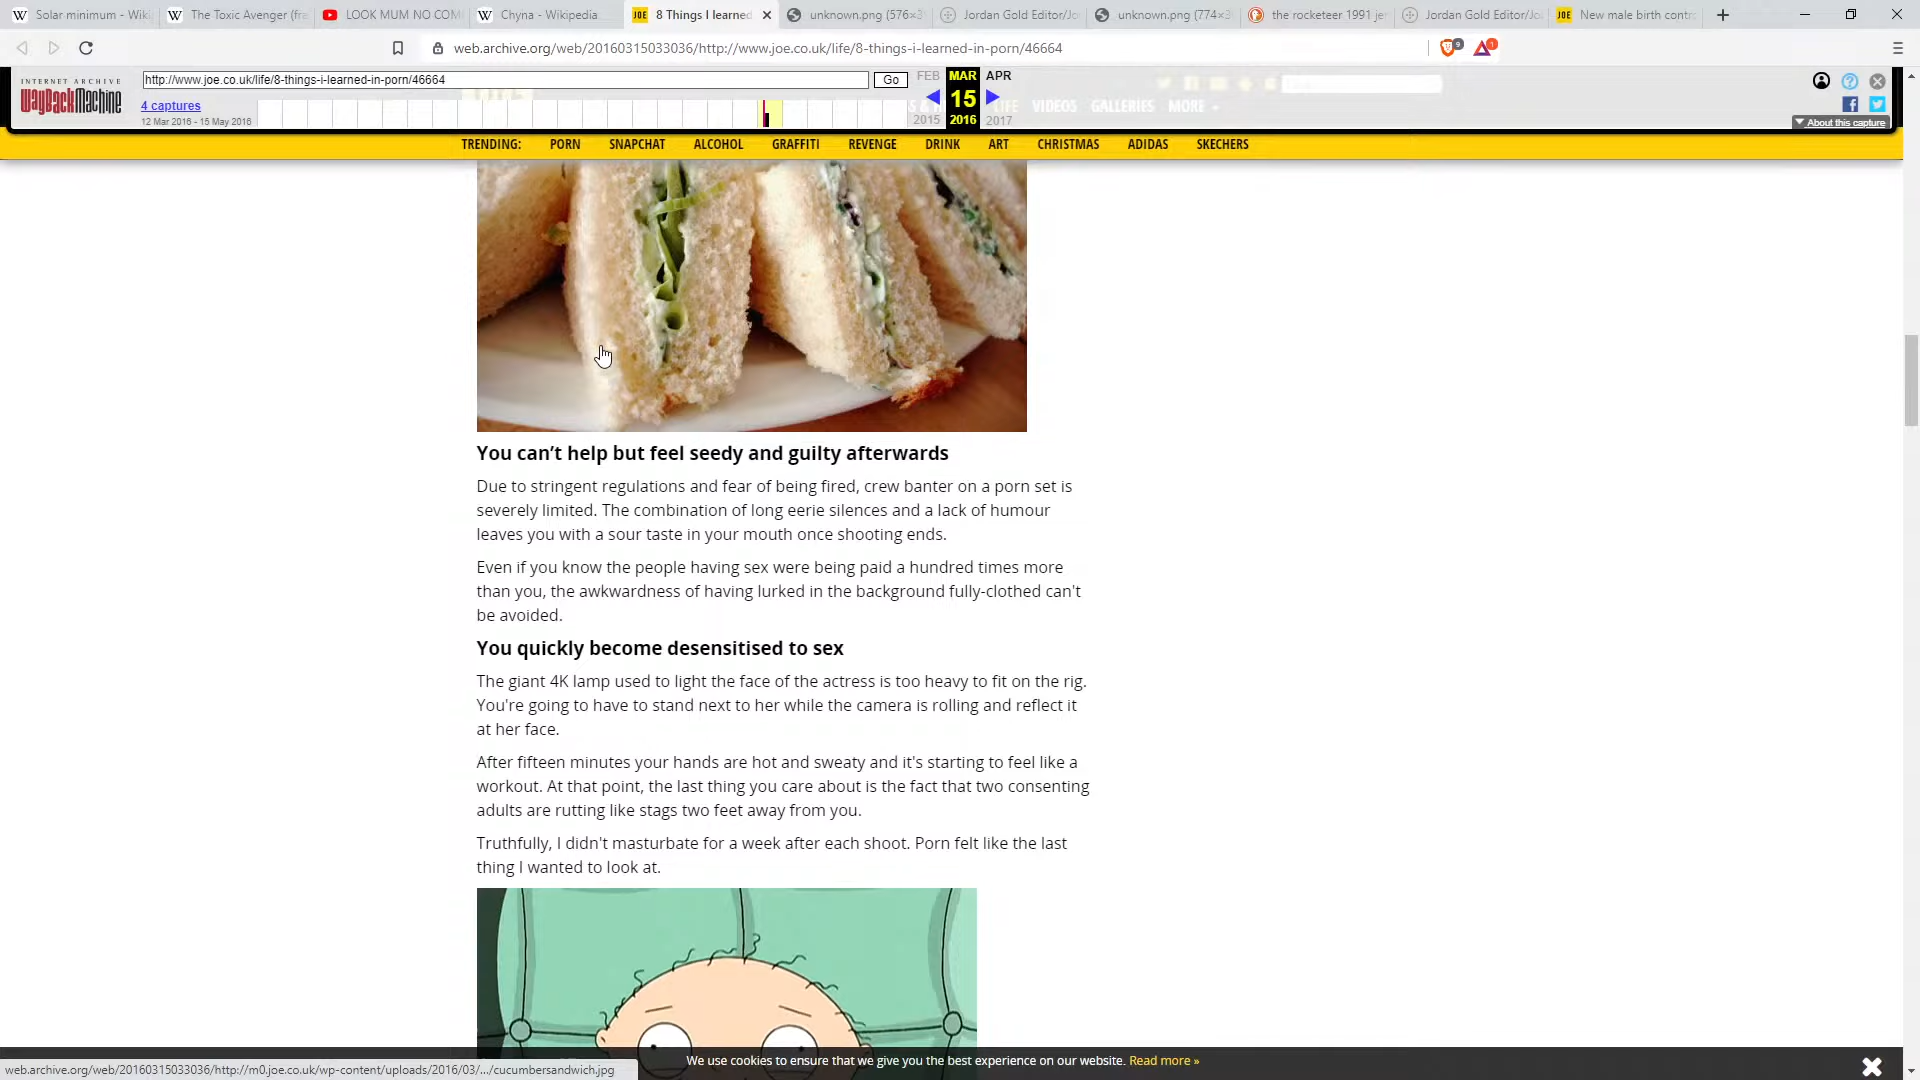 Solar minimum - Wik
The Toxic Avenger (fra
LOOK MUM NO COM
Chyna - Wikipedia
8 Things I learned
unknown.png (576×3
Jordan Gold Editor/Jo
unknown.png (774×3
the rocketeer 1991 je
Jordan Gold Editor/Jo
New male birth contr
web.archive.org/web/20160315033036/http://www.joe.co.uk/life/8-things-i-learned-in-porn/46664
INTERNET ARCHIVE
WayBackMachine
http://www.joe.co.uk/life/8-things-i-learned-in-porn/46664
Go
FEB MAR APR
4 captures
15
12 Mar 2016 - 15 May 2016
2015 2016 2017
VIDEOS GALLERIES MORE
About this capture
TRENDING: PORN SNAPCHAT ALCOHOL GRAFFITI REVENGE DRINK ART CHRISTMAS ADIDAS SKECHERS
You can’t help but feel seedy and guilty afterwards
Due to stringent regulations and fear of being fired, crew banter on a porn set is
severely limited. The combination of long eerie silences and a lack of humour
leaves you with a sour taste in your mouth once shooting ends.
Even if you know the people having sex were being paid a hundred times more
than you, the awkwardness of having lurked in the background fully-clothed can't
be avoided.
You quickly become desensitised to sex
The giant 4K lamp used to light the face of the actress is too heavy to fit on the rig.
You're going to have to stand next to her while the camera is rolling and reflect it
at her face.
After fifteen minutes your hands are hot and sweaty and it's starting to feel like a
workout. At that point, the last thing you care about is the fact that two consenting
adults are rutting like stags two feet away from you.
Truthfully, I didn't masturbate for a week after each shoot. Porn felt like the last
thing I wanted to look at.
We use cookies to ensure that we give you the best experience on our website. Read more »
web.archive.org/web/20160315033036/http://m0.joe.co.uk/wp-content/uploads/2016/03/.../cucumbersandwich.jpg